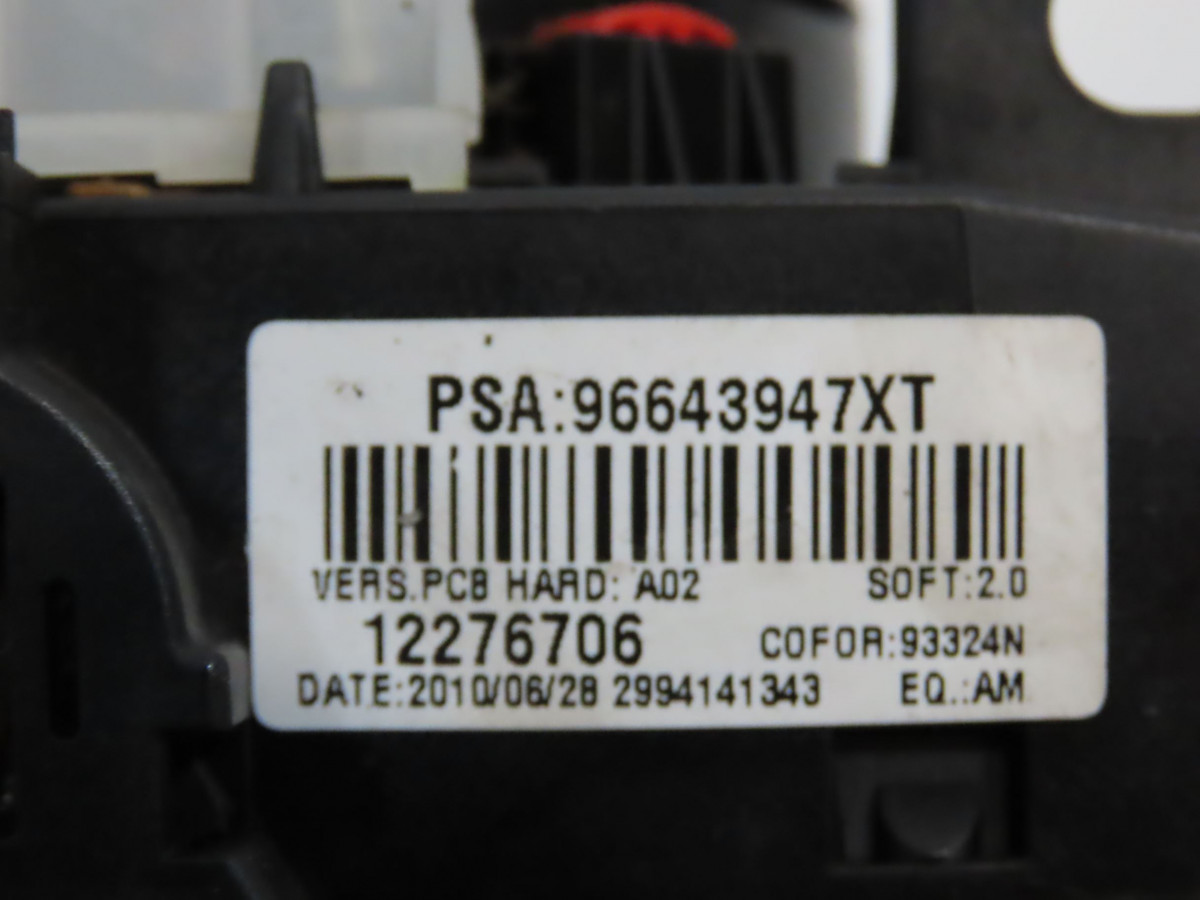 PSA:96643947XT
VERS.PCB HARD: A02 SOFT:2.0
12276706 COFOR:93324N
DATE:2010/06/28 2994141343 EQ.:AM